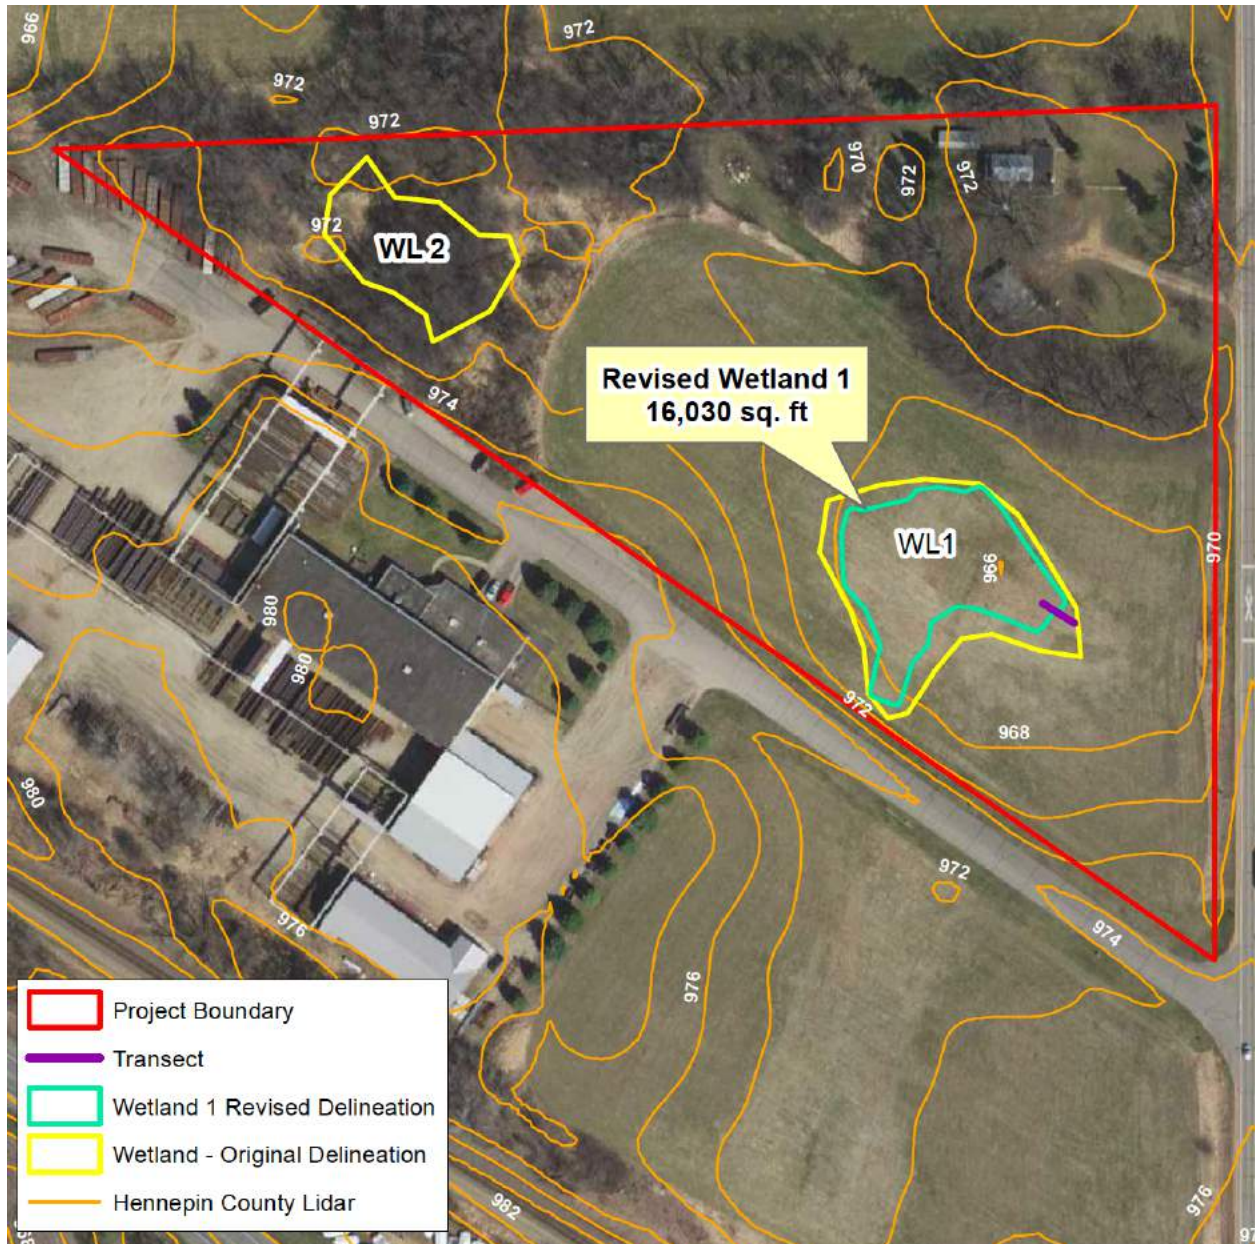 966
972
972
972
970
972
972
972
WL 2
974
Revised Wetland 1
16,030 sq. ft
WL1
966
970
980
980
972
968
980
972
976
974
976
976
982
Project Boundary
Transect
Wetland 1 Revised Delineation
Wetland - Original Delineation
Hennepin County Lidar